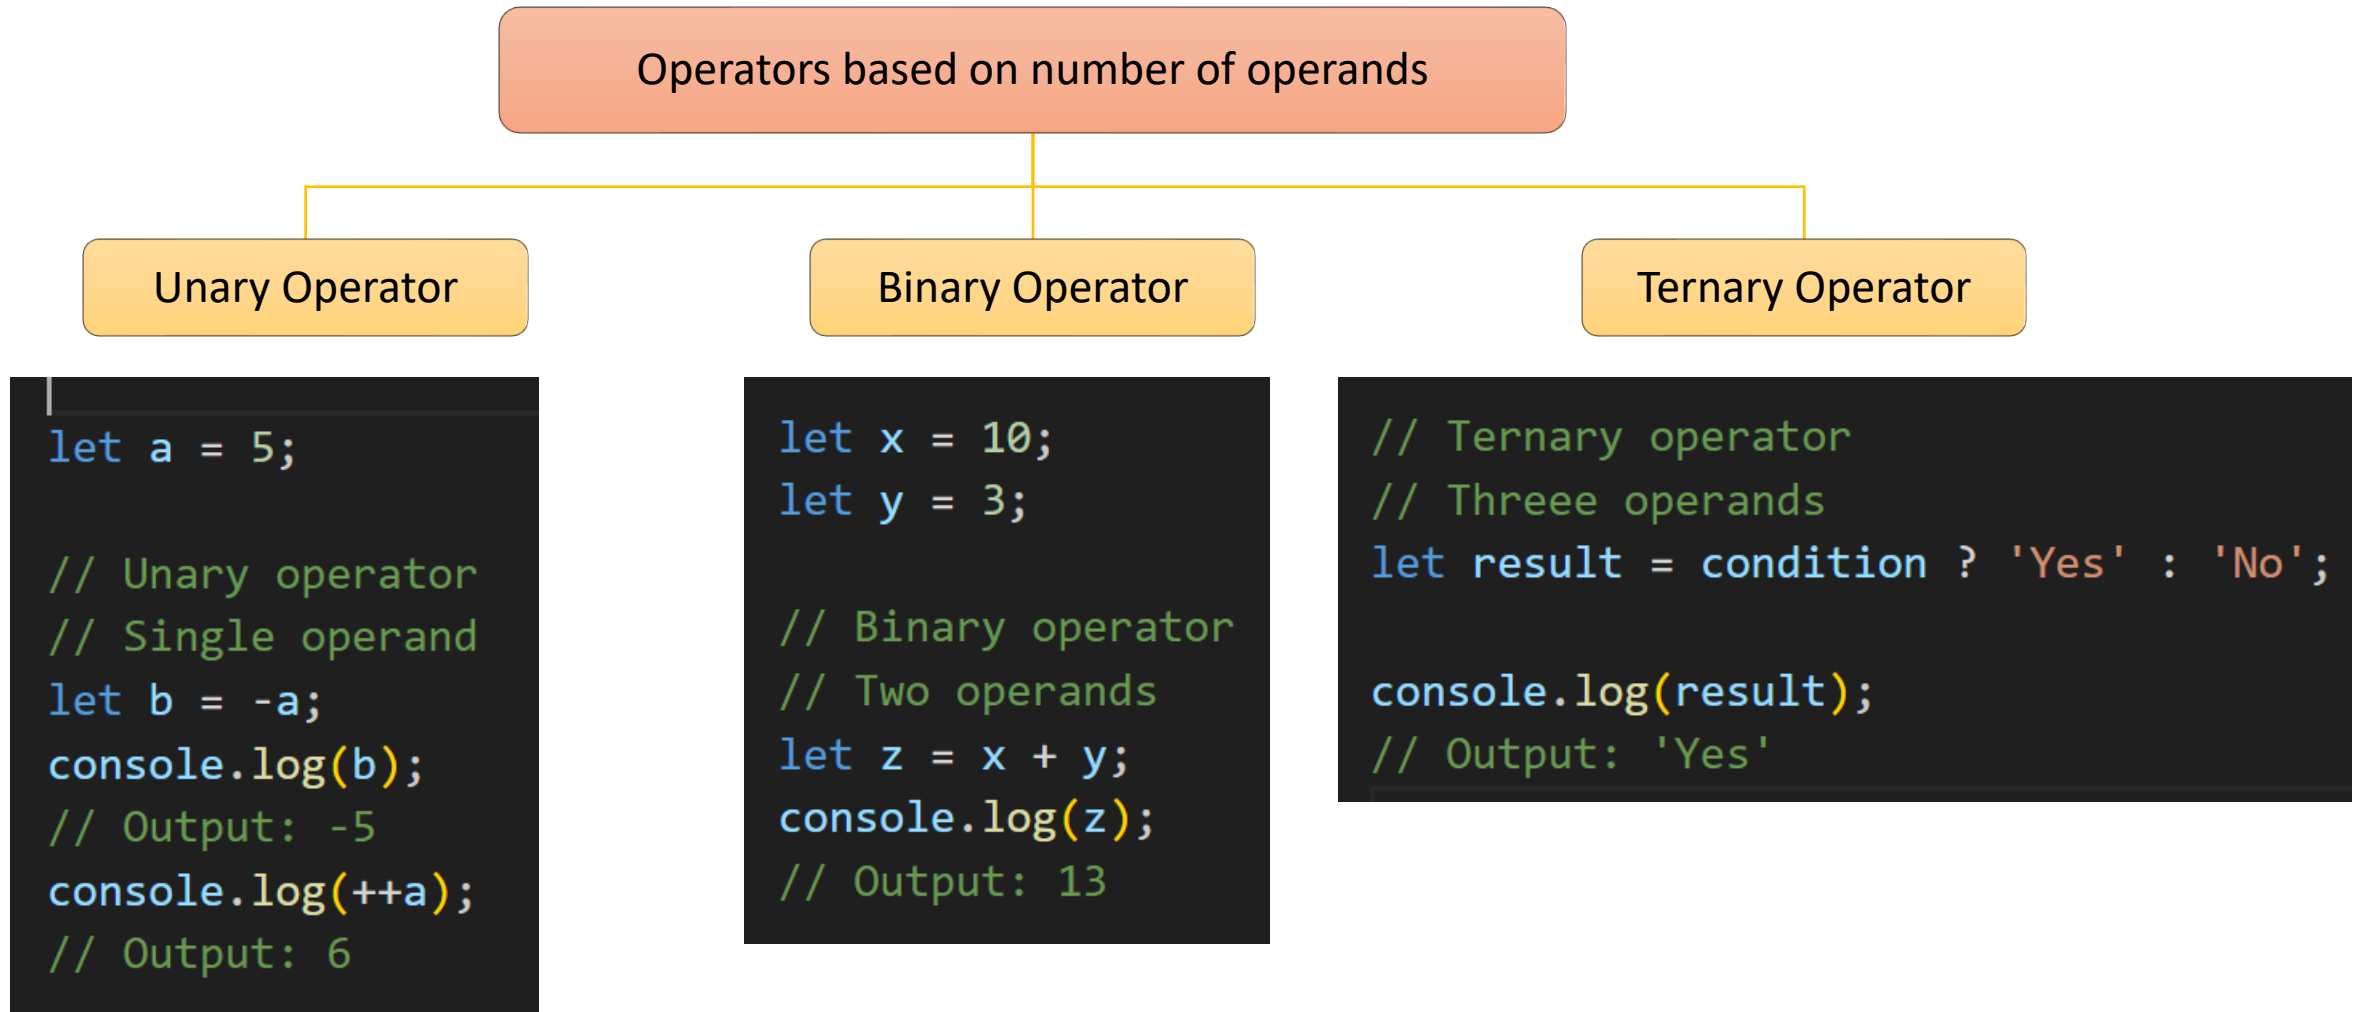 Operators based on number of operands
Unary Operator
Binary Operator
Ternary Operator
let a = 5;
// Unary operator
// Single operand
let b = -a;
console.log(b);
// Output: -5
console.log(++a);
// Output: 6
let x = 10;
let y = 3;
// Binary operator
// Two operands
let z = x + y;
console.log(z);
// Output: 13
// Ternary operator
// Threee operands
let result = condition ? 'Yes' : 'No';
console.log(result);
// Output: 'Yes'